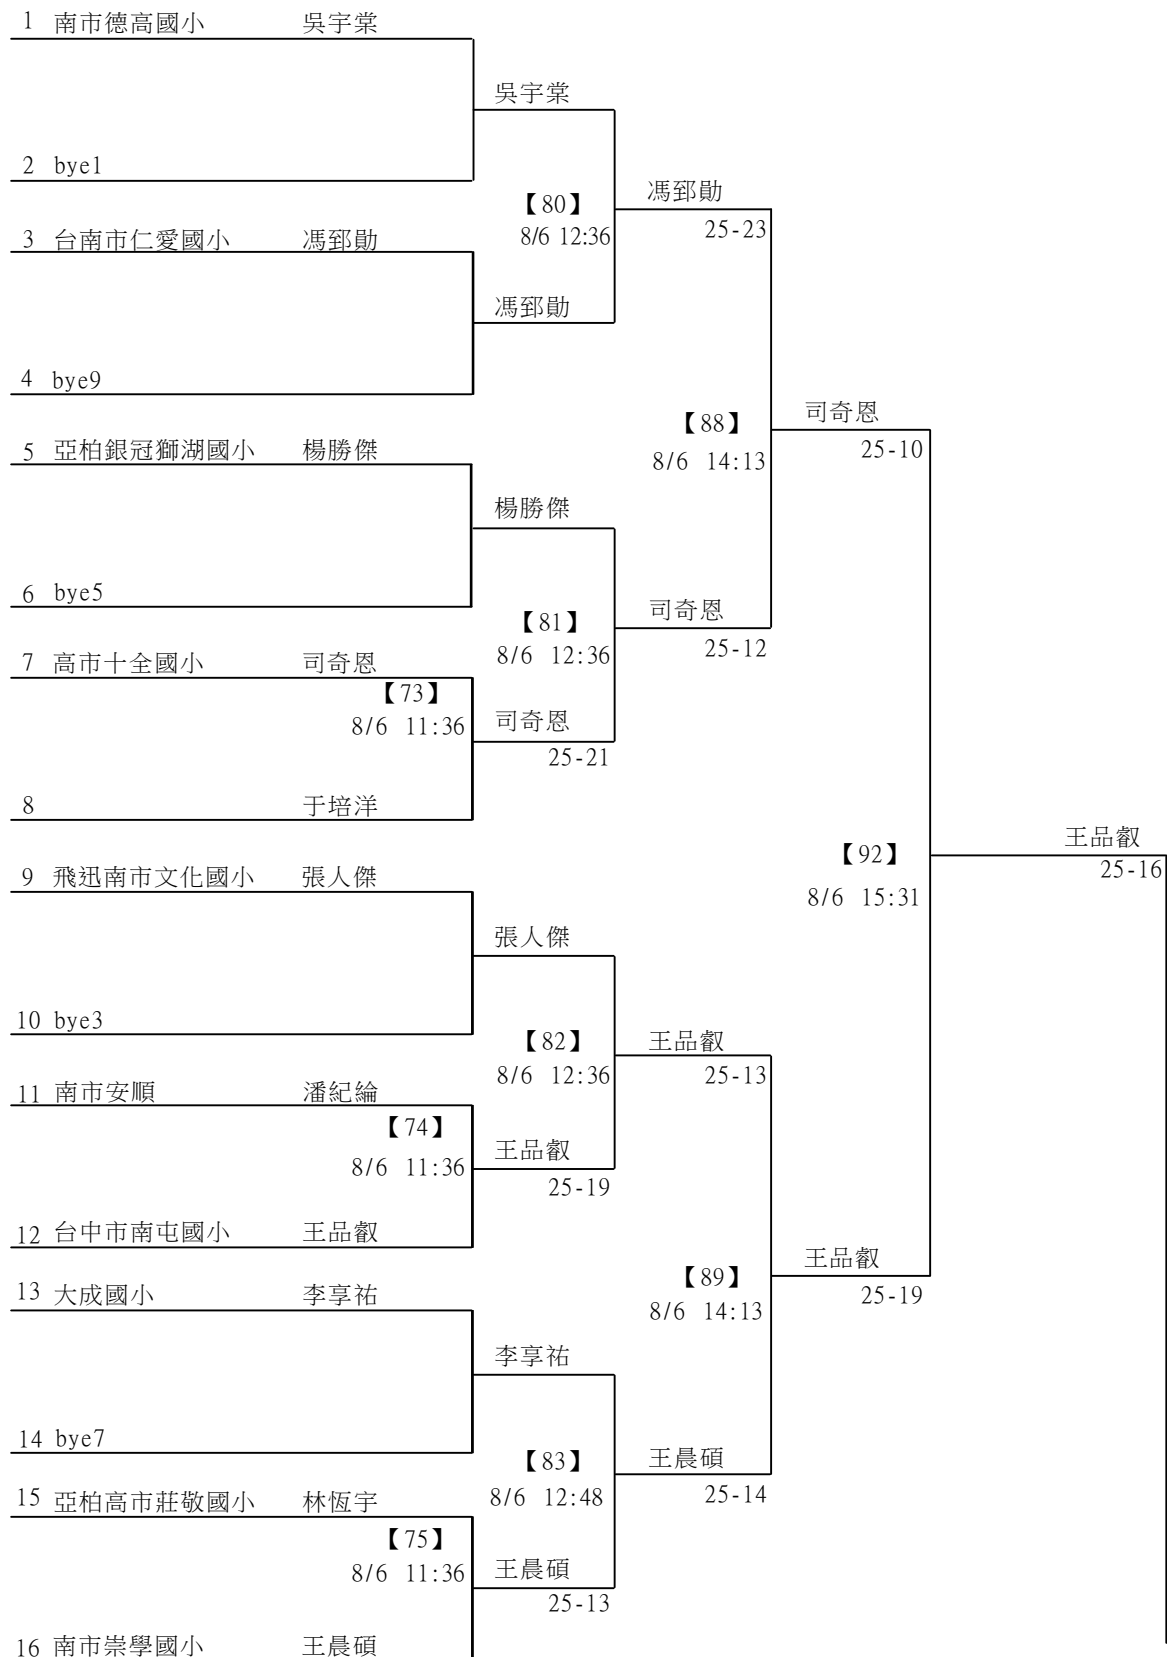 1 南市德高國小 吳宇棠
吳宇棠
2 bye1
【80】
8/6 12:36
馮郅勛
25-23
3 台南市仁愛國小 馮郅勛
馮郅勛
4 bye9
【88】
8/6 14:13
司奇恩
25-10
5 亞柏銀冠獅湖國小 楊勝傑
楊勝傑
6 bye5
【81】
8/6 12:36
司奇恩
25-12
7 高市十全國小 司奇恩
【73】
8/6 11:36
司奇恩
25-21
8 于培洋
【92】
8/6 15:31
王品叡
25-16
9 飛迅南市文化國小 張人傑
張人傑
10 bye3
【82】
8/6 12:36
王品叡
25-13
11 南市安順 潘紀綸
【74】
8/6 11:36
王品叡
25-19
12 台中市南屯國小 王品叡
【89】
8/6 14:13
王品叡
25-19
13 大成國小 李享祐
李享祐
14 bye7
【83】
8/6 12:48
王晨碩
25-14
15 亞柏高市莊敬國小 林恆宇
【75】
8/6 11:36
王晨碩
25-13
16 南市崇學國小 王晨碩